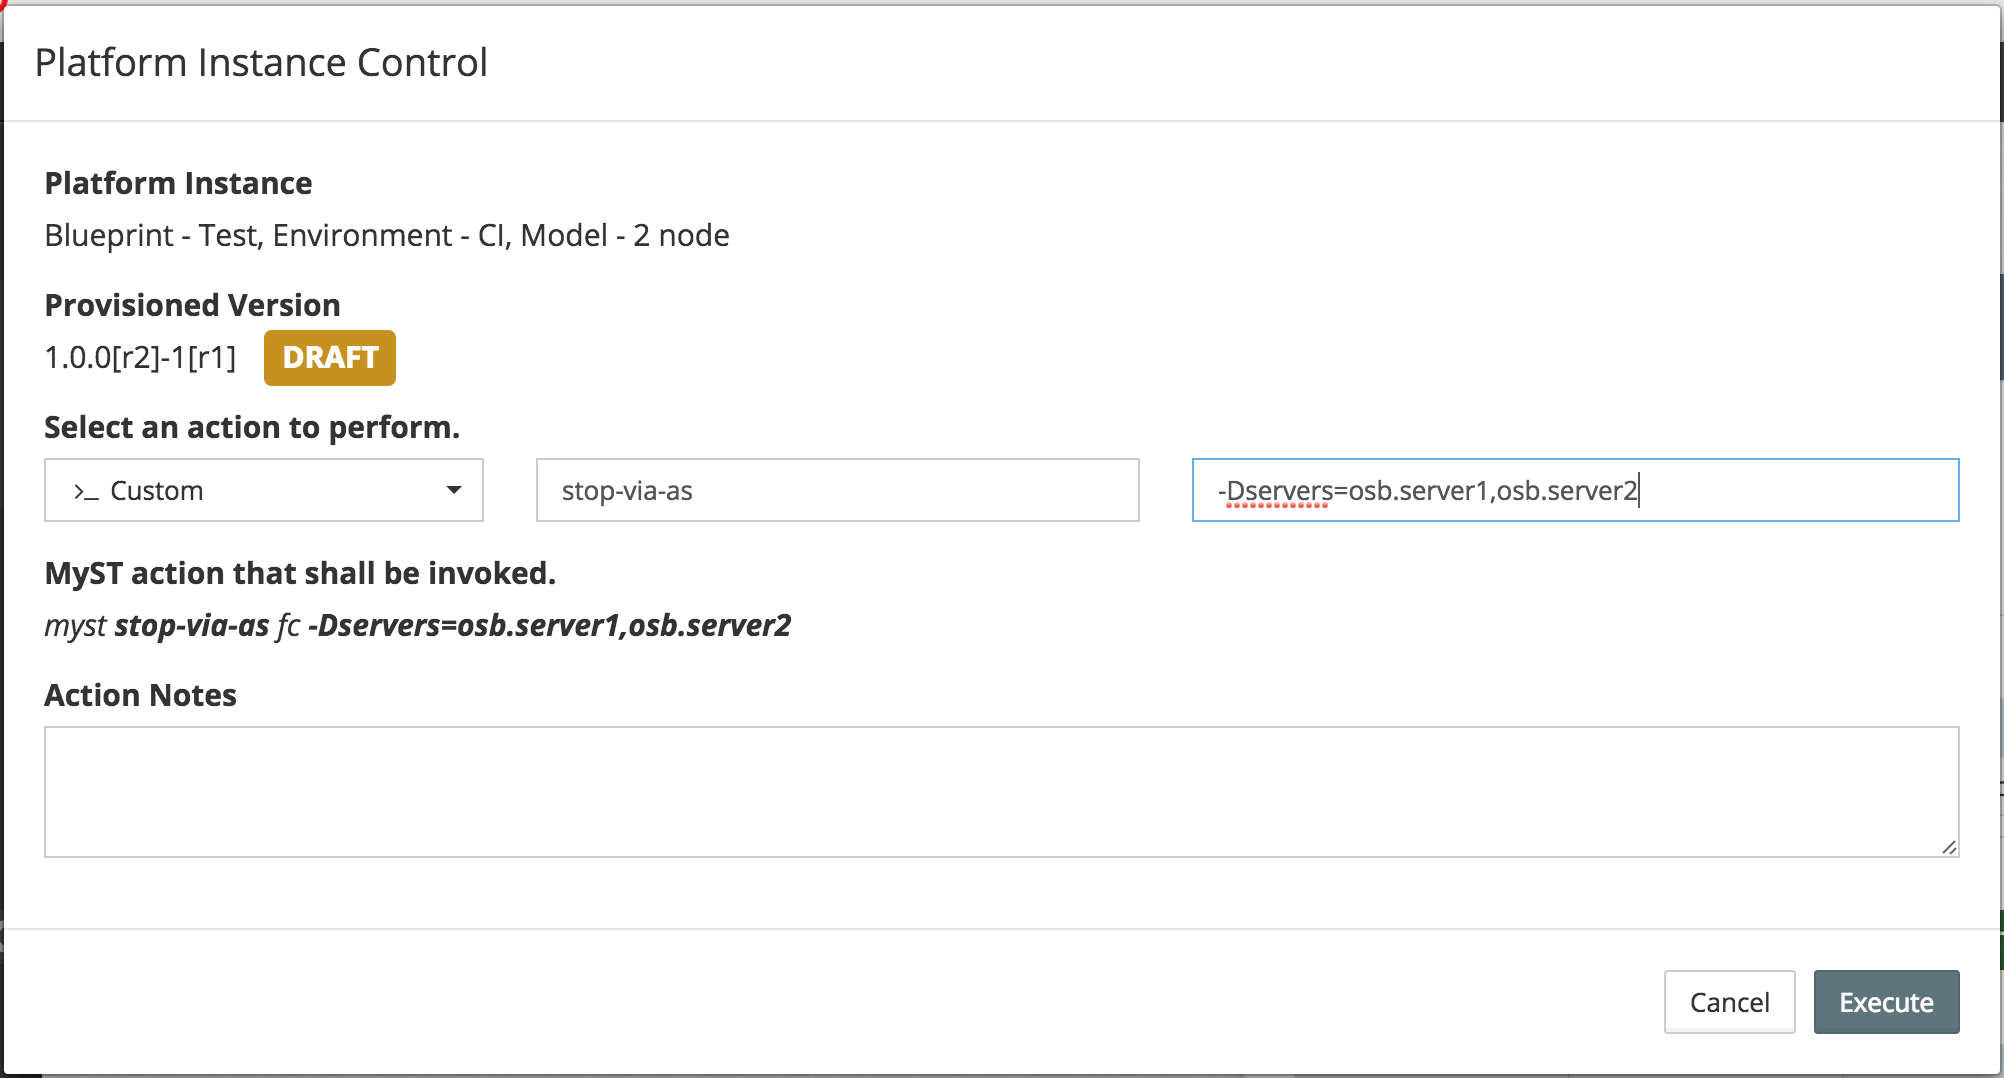 Platform Instance Control
Platform Instance
Blueprint - Test, Environment - CI, Model - 2 node
Provisioned Version
1.0.0[r2]-1[r1] DRAFT
Select an action to perform.
>_ Custom stop-via-as -Dservers=osb.server1,osb.server2
MyST action that shall be invoked.
myst stop-via-as fc -Dservers=osb.server1,osb.server2
Action Notes
Cancel Execute